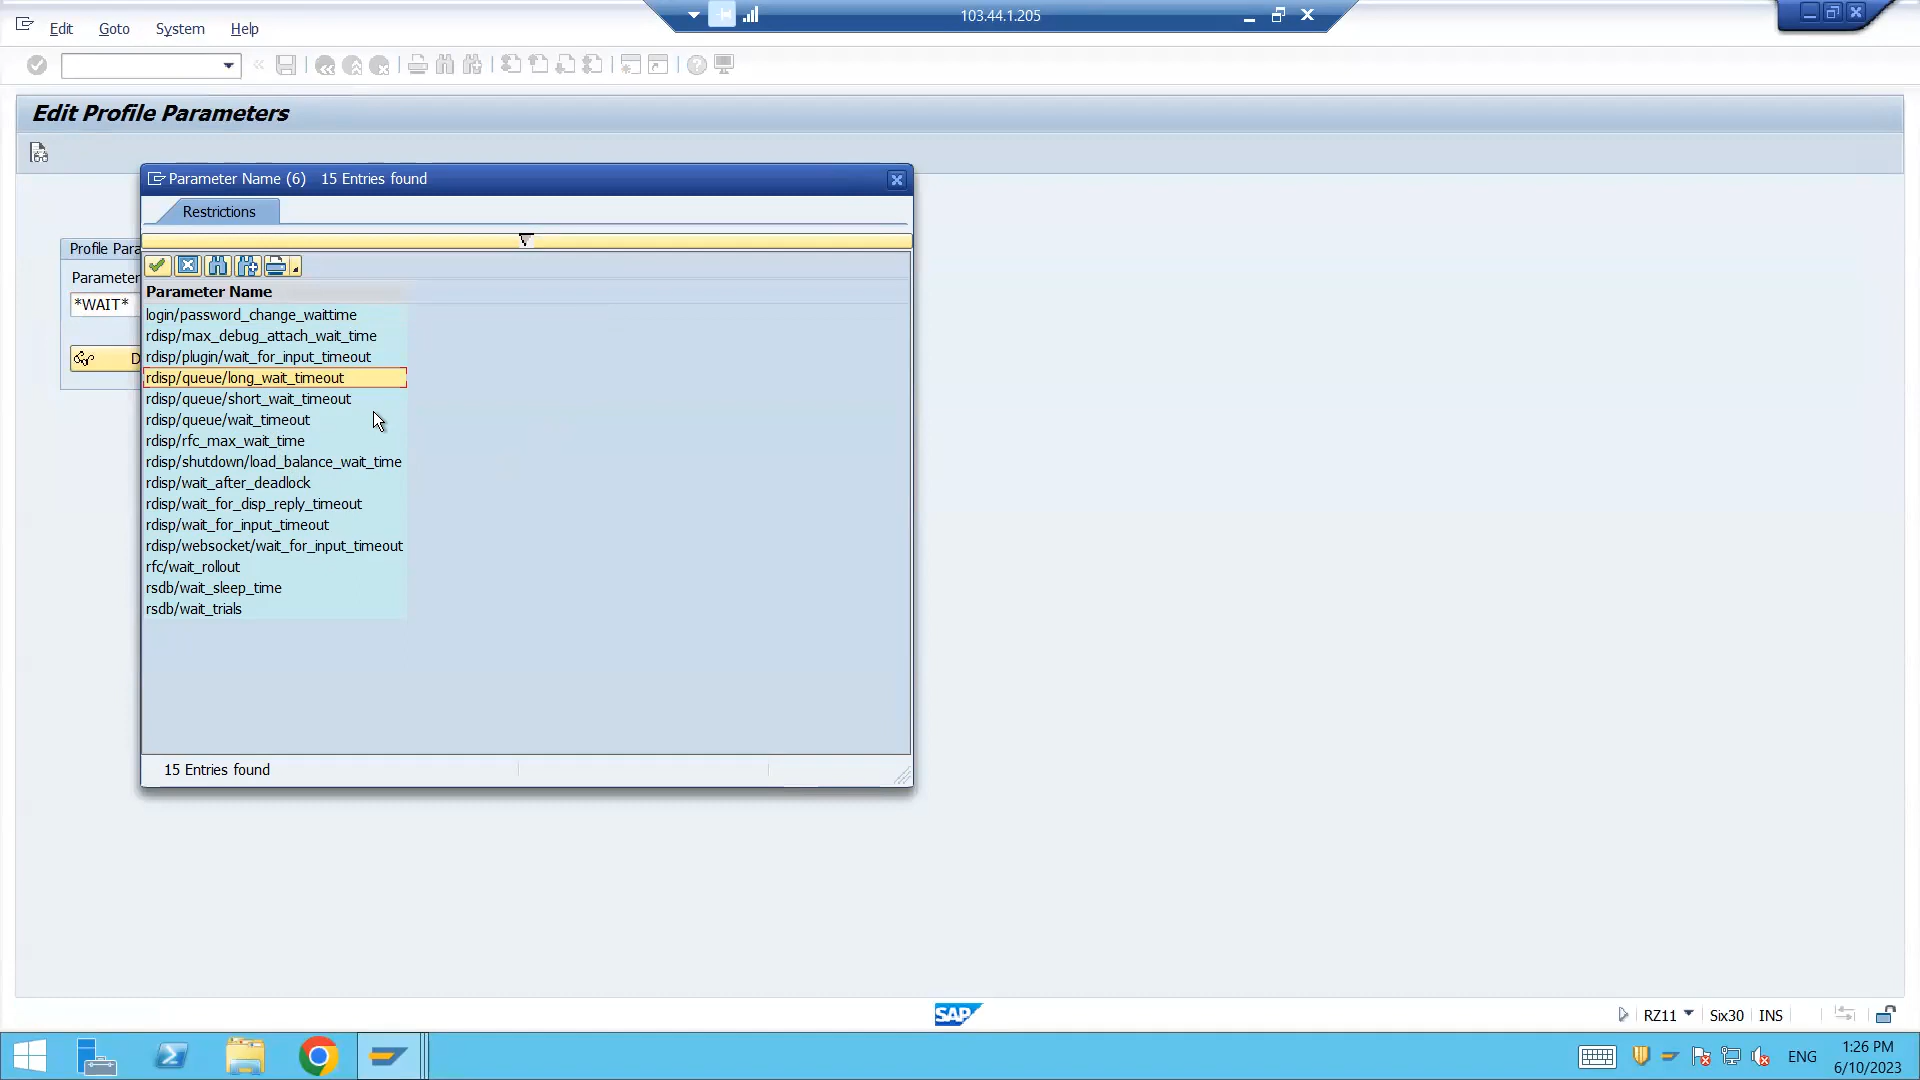 103.44.1.205
Edit Goto System Help
Edit Profile Parameters
Parameter Name (6) 15 Entries found
Restrictions
Profile Para
Parameter
*WAIT*
D
Parameter Name
login/password_change_waittime
rdisp/max_debug_attach_wait_time
rdisp/plugin/wait_for_input_timeout
rdisp/queue/long_wait_timeout
rdisp/queue/short_wait_timeout
rdisp/queue/wait_timeout
rdisp/rfc_max_wait_time
rdisp/shutdown/load_balance_wait_time
rdisp/wait_after_deadlock
rdisp/wait_for_disp_reply_timeout
rdisp/wait_for_input_timeout
rdisp/websocket/wait_for_input_timeout
rfc/wait_rollout
rsdb/wait_sleep_time
rsdb/wait_trials
15 Entries found
SAP
RZ11 Six30 INS
ENG
1:26 PM
6/10/2023